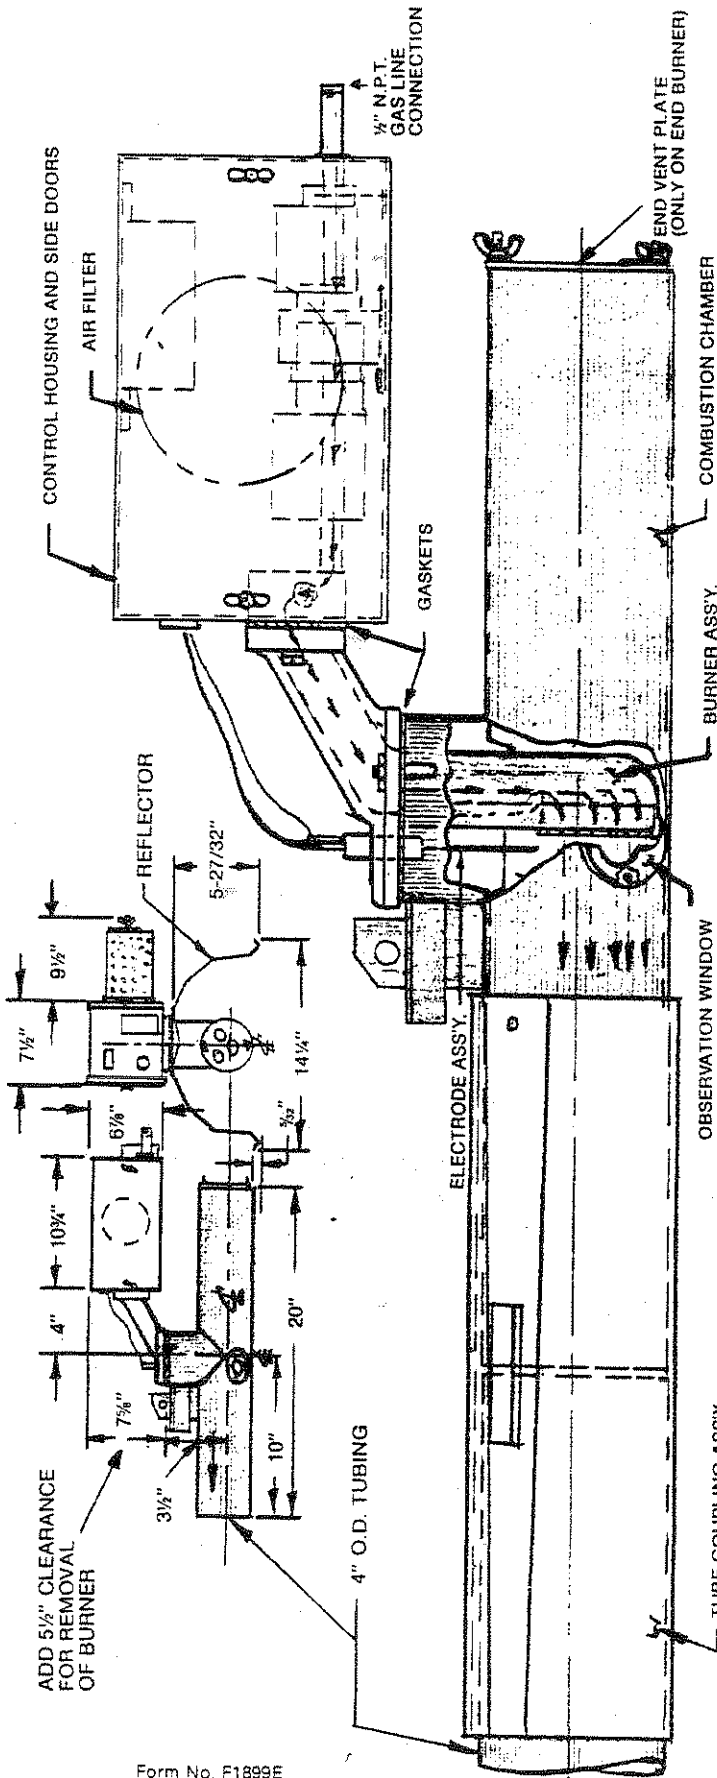 CONTROL HOUSING AND SIDE DOORS
AIR FILTER
½" N.P.T.
GAS LINE
CONNECTION
END VENT PLATE
(ONLY ON END BURNER)
COMBUSTION CHAMBER
BURNER ASS'Y.
GASKETS
OBSERVATION WINDOW
ELECTRODE ASS'Y.
REFLECTOR
5-27/32"
9½"
7½"
6⅞"
14¼"
10¾"
4"
7⅝"
3½"
10"
20"
ADD 5½" CLEARANCE
FOR REMOVAL
OF BURNER
4" O.D. TUBING
TUBE COUPLING ASS'Y.
Form No. F1899E